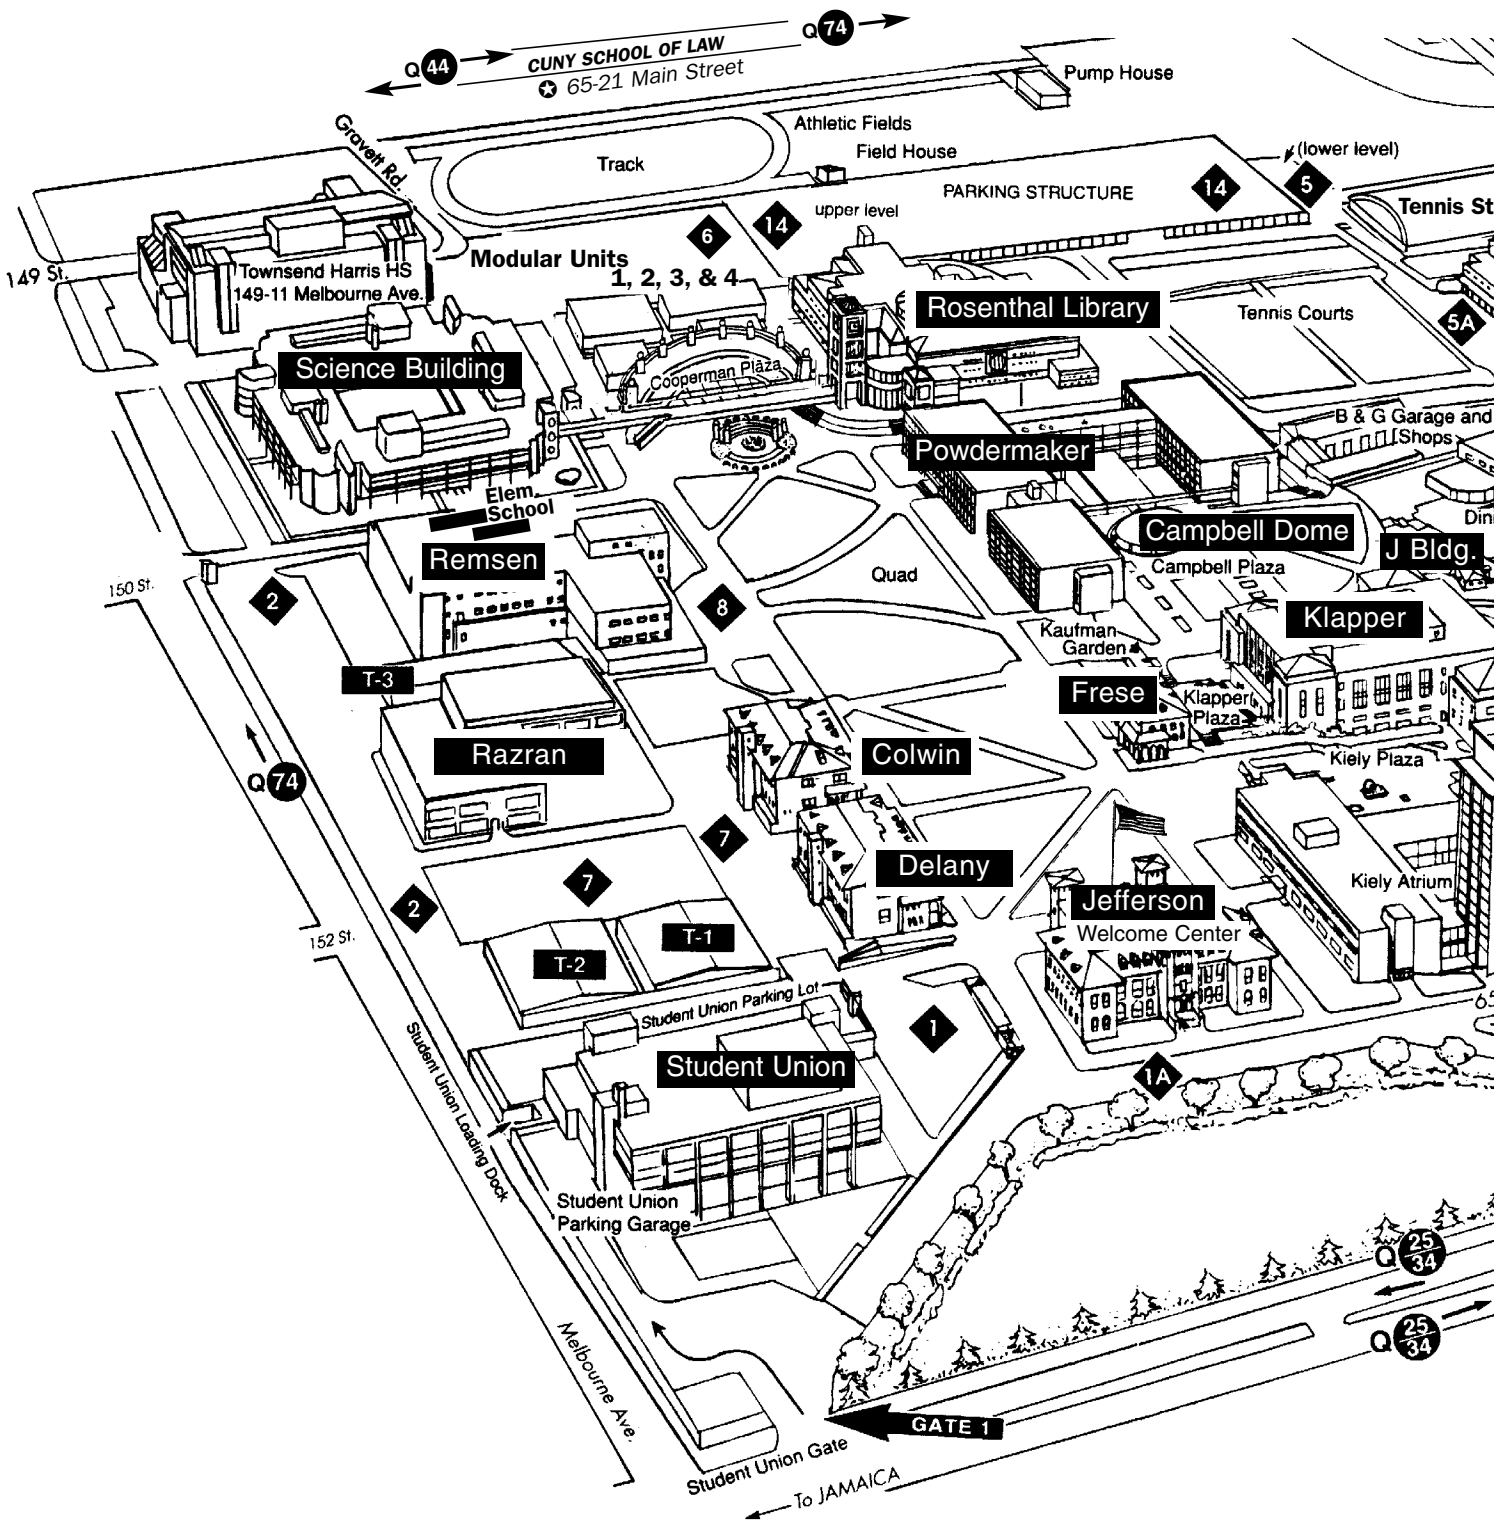 Q 74
Q 44
CUNY SCHOOL OF LAW
65-21 Main Street
Pump House
Gravett Rd.
Athletic Fields
Field House
Track
(lower level)
PARKING STRUCTURE
14
5
upper level
14
6
Tennis St
149 St.
Townsend Harris HS
149-11 Melbourne Ave.
Modular Units
1, 2, 3, & 4
Rosenthal Library
Tennis Courts
5A
Science Building
Cooperman Plaza
B & G Garage and
Shops
Powdermaker
Elem.
School
Din
Campbell Dome
J Bldg.
Remsen
Campbell Plaza
Quad
150 St.
2
8
Klapper
Kaufman
Garden
T-3
Frese
Klapper
Plaza
Razran
Colwin
Kiely Plaza
Q 74
7
Delany
7
Kiely Atrium
2
Jefferson
Welcome Center
T-1
152 St.
T-2
Student Union Parking Lot
65
1
Student Union
1A
Student Union Loading Dock
Student Union
Parking Garage
Q 25
34
Q 25
34
Melbourne Ave.
GATE 1
Student Union Gate
To JAMAICA